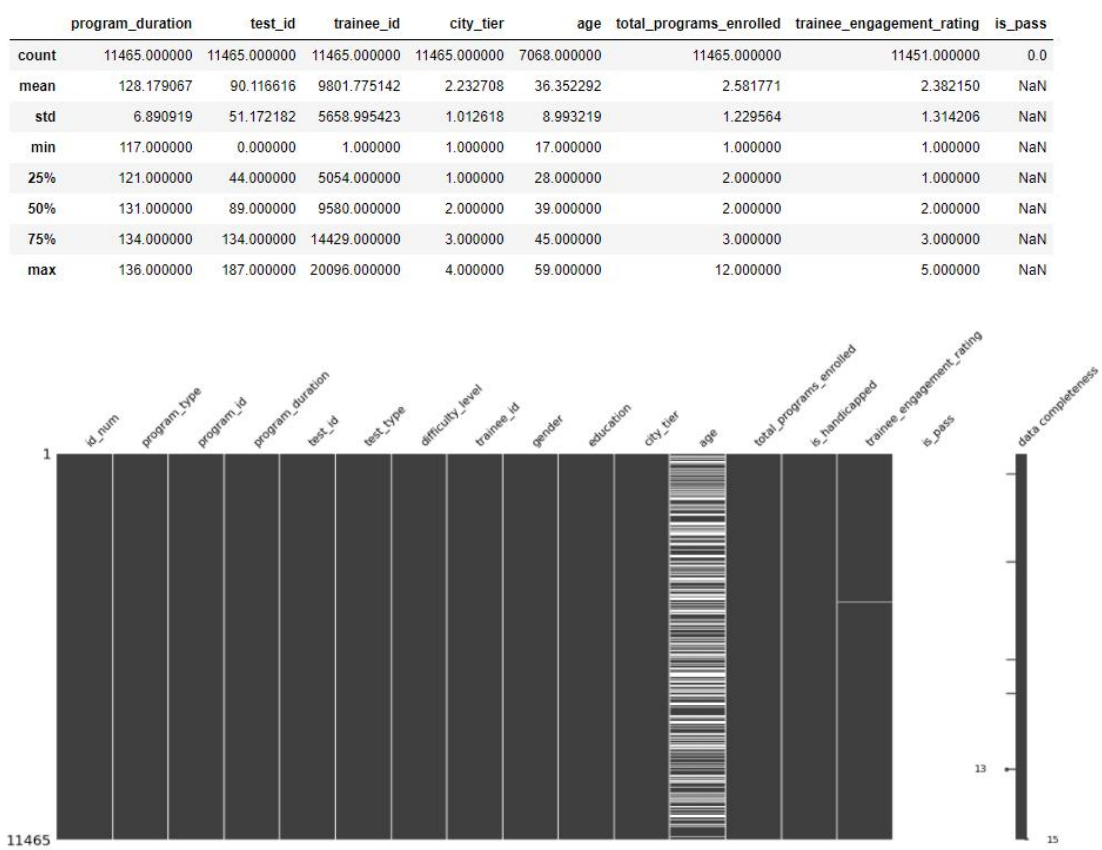 program_duration test_id trainee_id city_tier age total_programs_enrolled trainee_engagement_rating is_pass
count 11465.000000 11465.000000 11465.000000 11465.000000 7068.000000 11465.000000 11451.000000 0.0
mean 128.179067 90.116616 9801.775142 2.232708 36.352292 2.581771 2.382150 NaN
std 6.890919 51.172182 5658.995423 1.012618 8.993219 1.229564 1.314206 NaN
min 117.000000 0.000000 1.000000 1.000000 17.000000 1.000000 1.000000 NaN
25% 121.000000 44.000000 5054.000000 1.000000 28.000000 2.000000 1.000000 NaN
50% 131.000000 89.000000 9580.000000 2.000000 39.000000 2.000000 2.000000 NaN
75% 134.000000 134.000000 14429.000000 3.000000 45.000000 3.000000 3.000000 NaN
max 136.000000 187.000000 20096.000000 4.000000 59.000000 12.000000 5.000000 NaN
id_num
program_type
program_id
program_duration
test_id
test_type
difficulty_level
trainee_id
gender
education
city_tier
age
total_programs_enrolled
is_handicapped
trainee_engagement_rating
is_pass
data completeness
1
13
11465
15